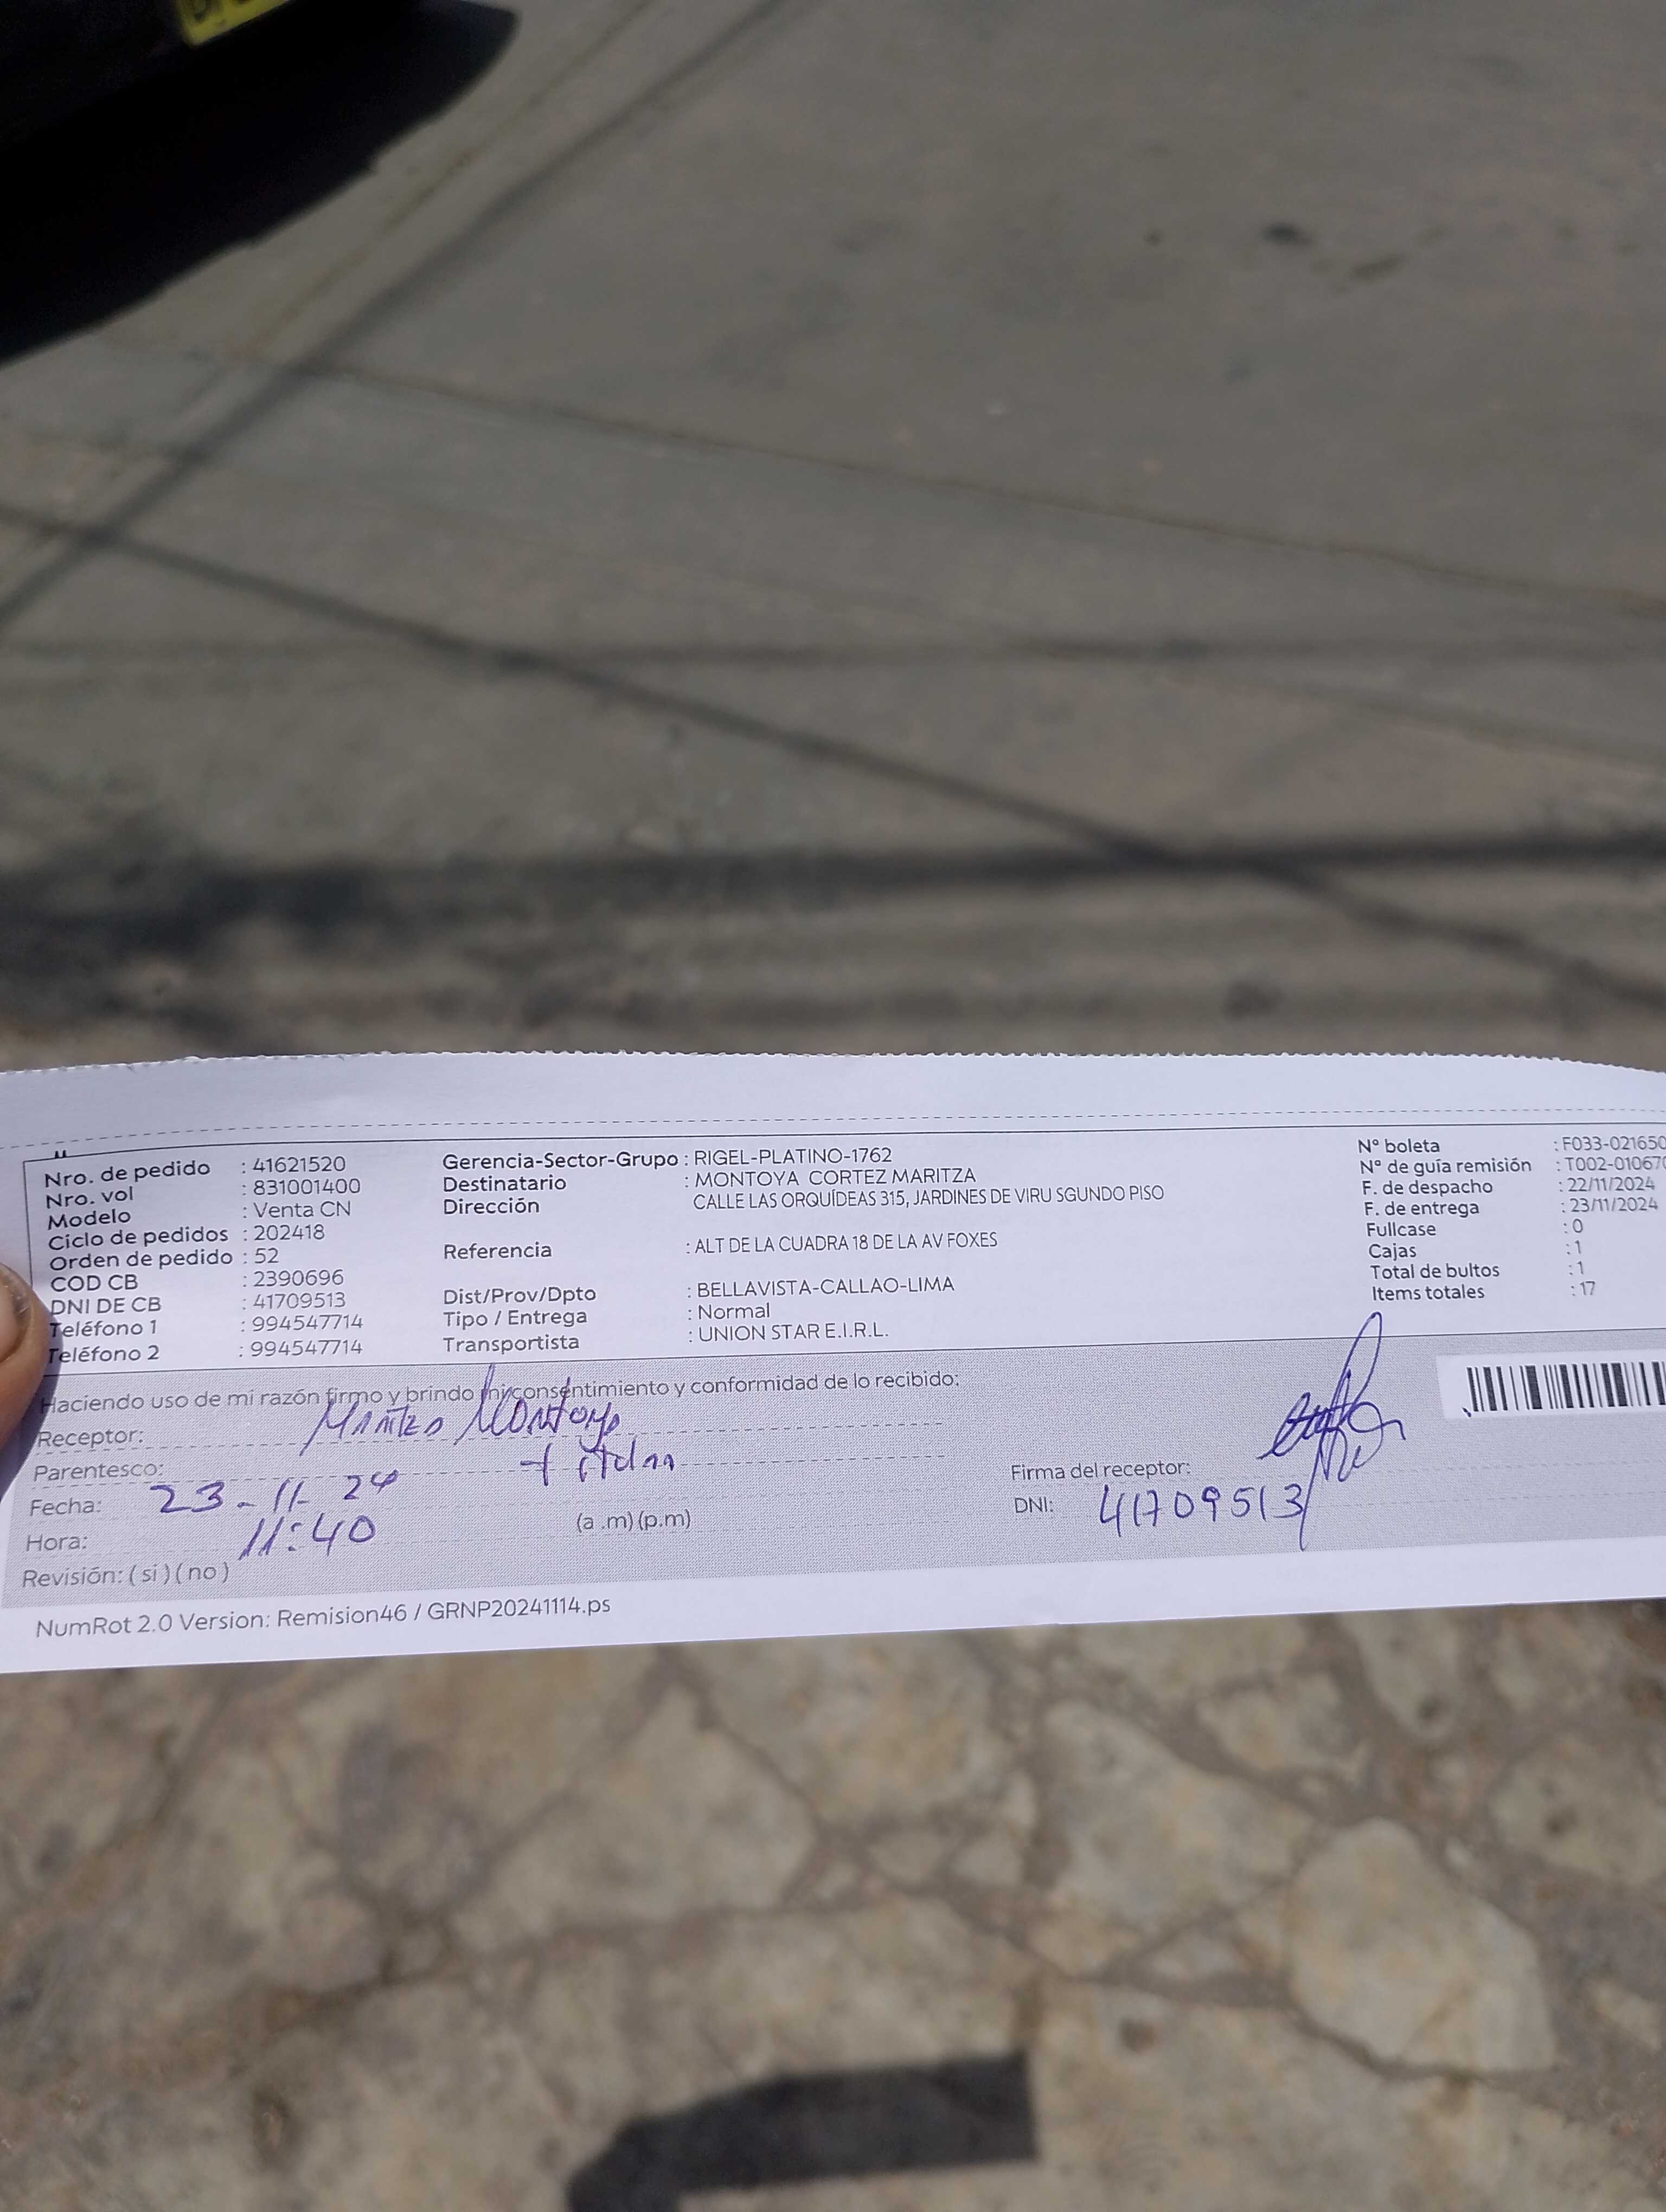 Nro. de pedido : 41621520
Nro. vol : 831001400
Modelo : Venta CN
Ciclo de pedidos : 202418
Orden de pedido : 52
COD CB : 2390696
DNI DE CB : 41709513
Teléfono 1 : 994547714
Teléfono 2 : 994547714
Gerencia-Sector-Grupo : RIGEL-PLATINO-1762
Destinatario : MONTOYA CORTEZ MARITZA
Dirección CALLE LAS ORQUÍDEAS 315, JARDINES DE VIRU SGUNDO PISO
Referencia : ALT DE LA CUADRA 18 DE LA AV FOXES
Dist/Prov/Dpto : BELLAVISTA-CALLAO-LIMA
Tipo / Entrega : Normal
Transportista : UNION STAR E.I.R.L.
N° boleta : F033-021650
N° de guía remisión : T002-010670
F. de despacho : 22/11/2024
F. de entrega : 23/11/2024
Fullcase : 0
Cajas : 1
Total de bultos : 1
Items totales : 17
Haciendo uso de mi razón firmo y brindo mi consentimiento y conformidad de lo recibido:
Receptor: Montoya
Parentesco: titular
Fecha: 23-11-24
Hora: 11:40 (a .m) (p.m)
Revisión: ( si ) ( no )
Firma del receptor:
DNI: 41709513
NumRot 2.0 Version: Remision46 / GRNP20241114.ps